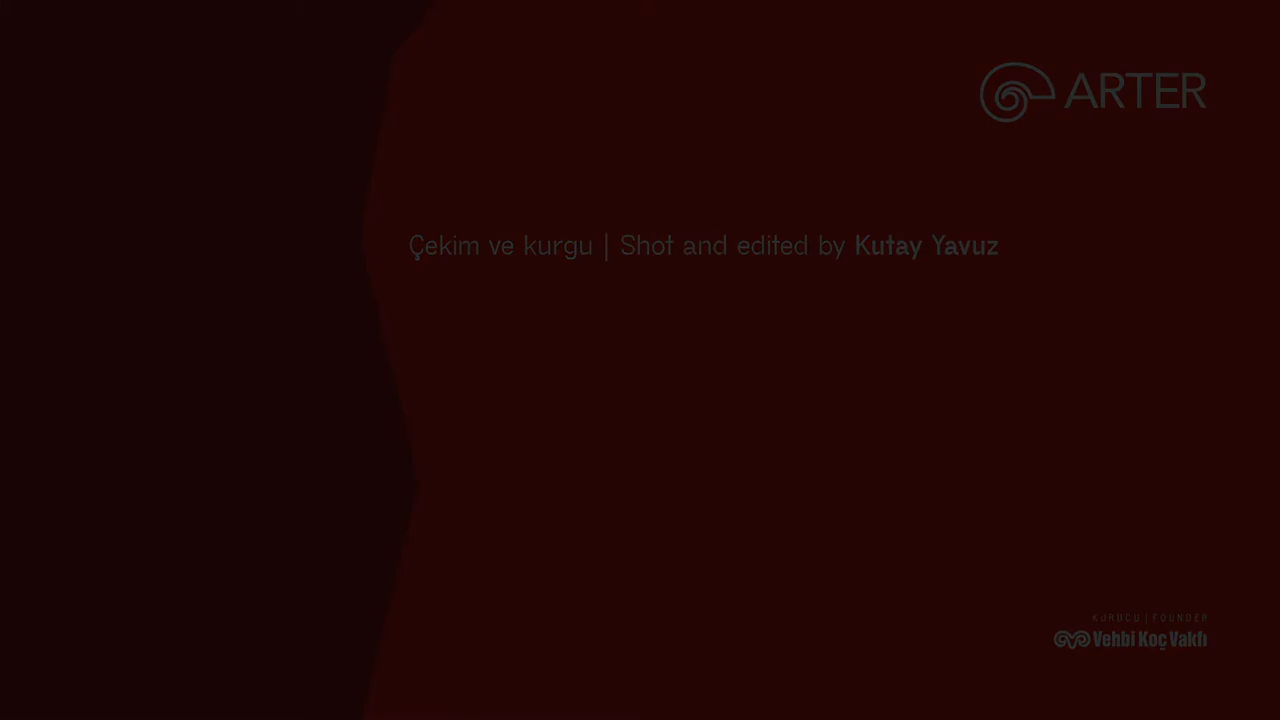 ARTER
Çekim ve kurgu | Shot and edited by Kutay Yavuz
KURUCU | FOUNDER
Vehbi Koç Vakfı